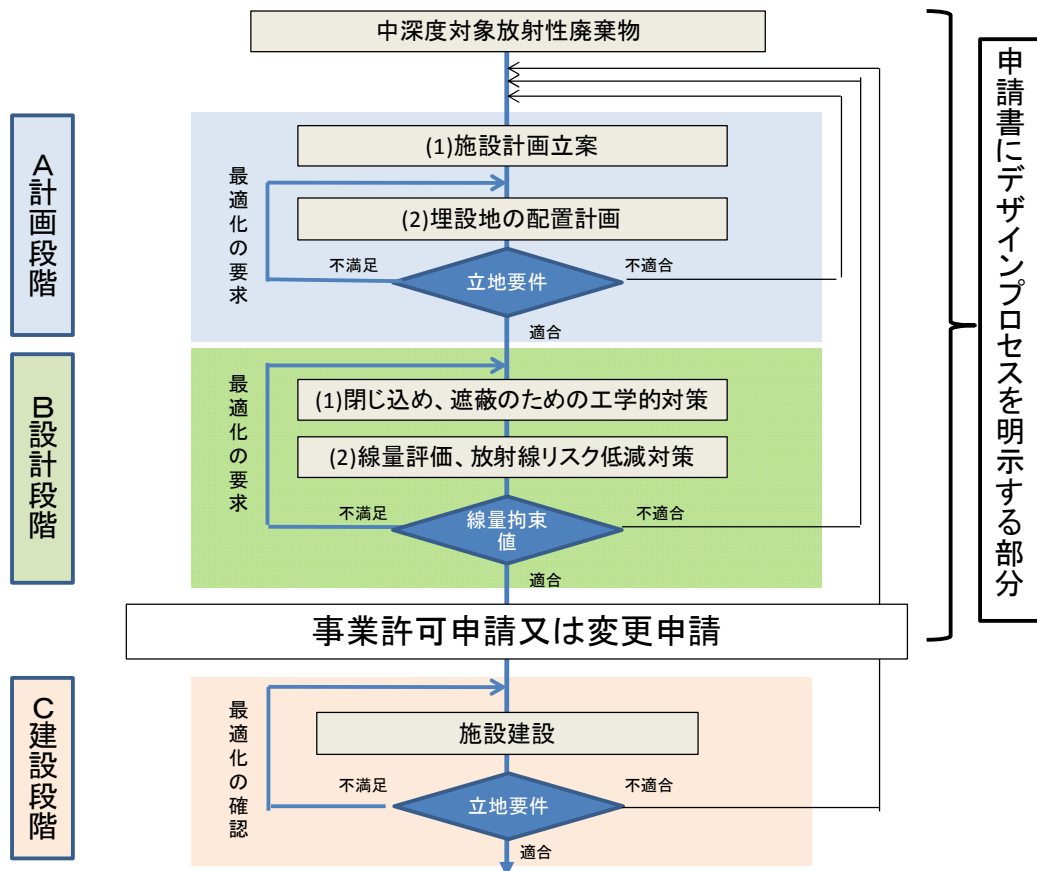 中深度対象放射性廃棄物
申請書にデザインプロセスを明示する部分
A計画段階
(1)施設計画立案
最適化の要求
(2)埋設地の配置計画
不満足
立地要件
不適合
適合
B設計段階
最適化の要求
(1)閉じ込め、遮蔽のための工学的対策
(2)線量評価、放射線リスク低減対策
不満足
線量拘束
値
不適合
適合
事業許可申請又は変更申請
C建設段階
最適化の確認
施設建設
不満足
立地要件
不適合
適合